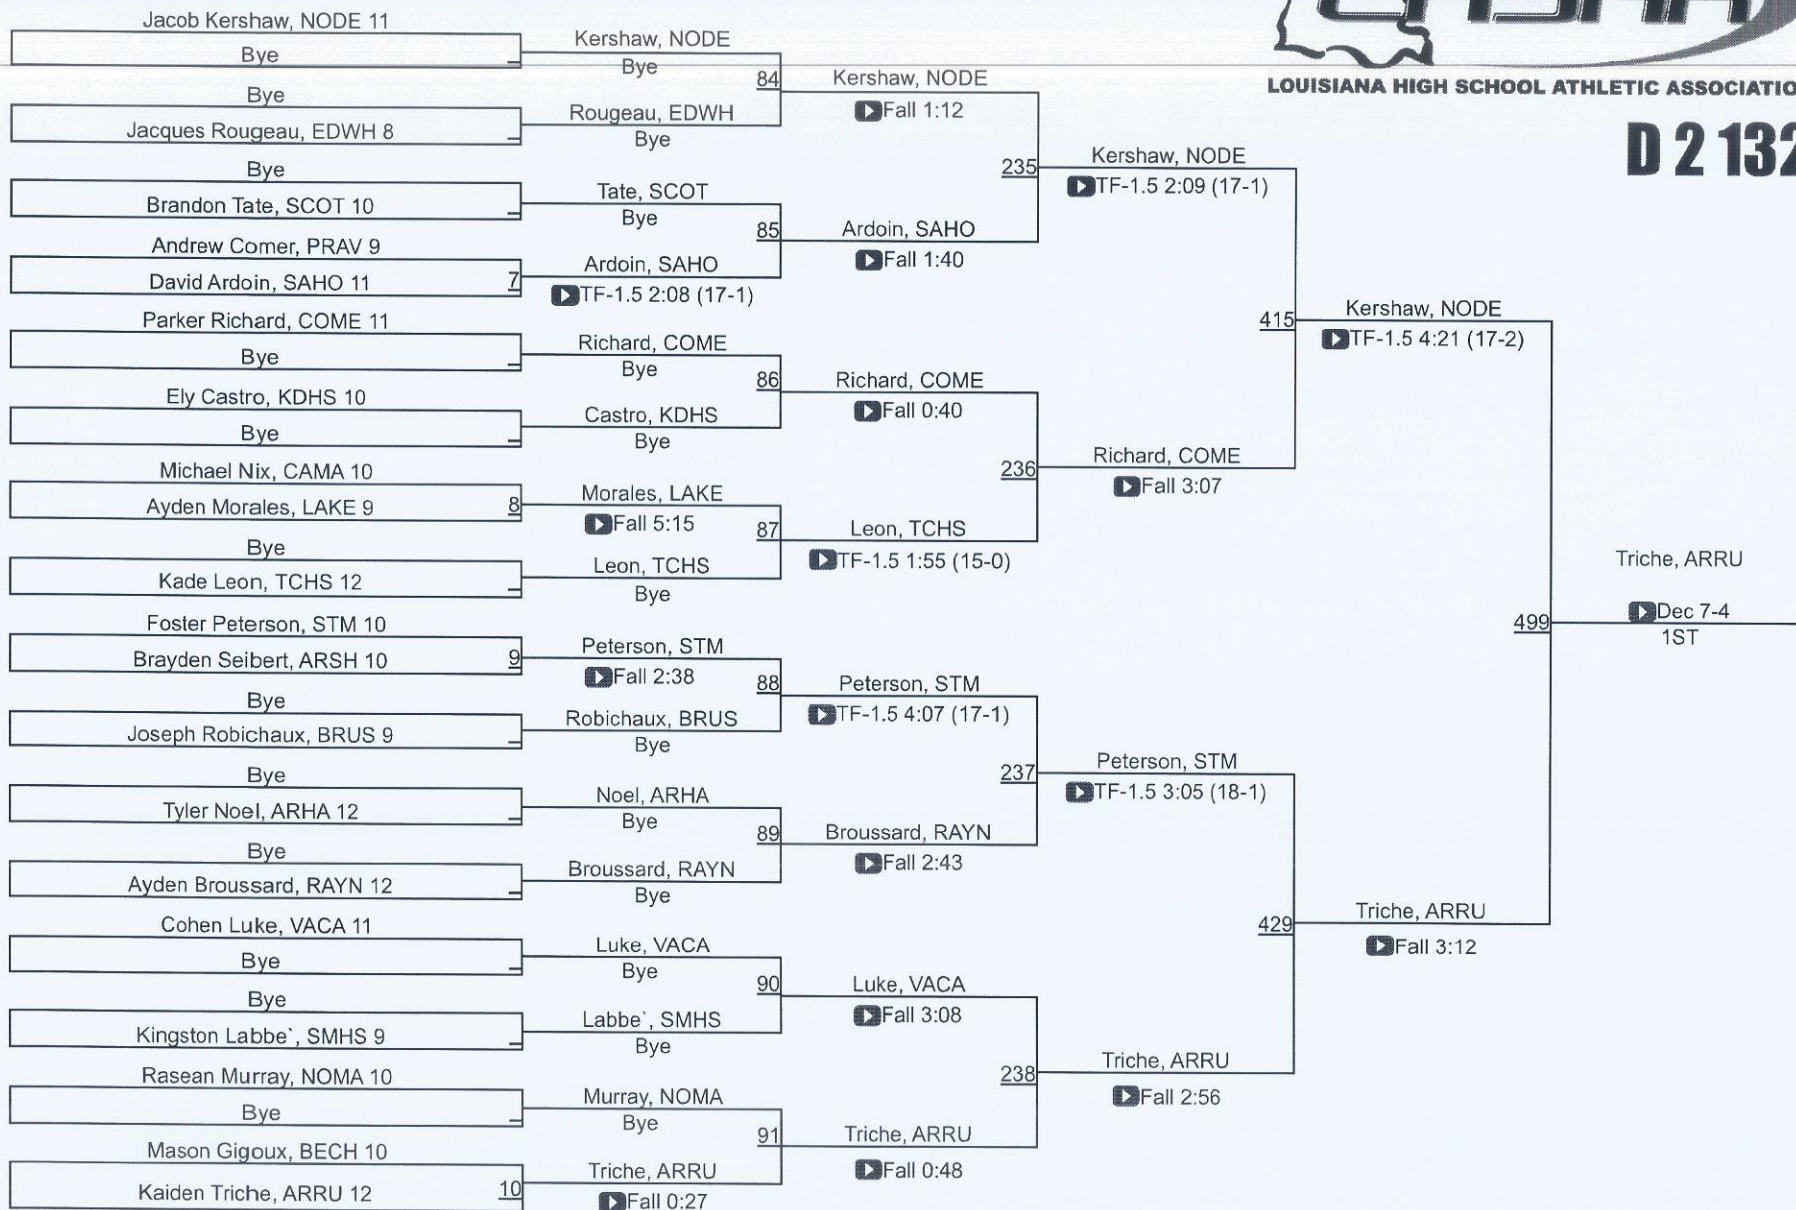 LHSAA
LOUISIANA HIGH SCHOOL ATHLETIC ASSOCIATIO
D 2 132
Jacob Kershaw, NODE 11
Bye
Bye
Jacques Rougeau, EDWH 8
Bye
Brandon Tate, SCOT 10
Andrew Comer, PRAV 9
David Ardoin, SAHO 11
7
Parker Richard, COME 11
Bye
Ely Castro, KDHS 10
Bye
Michael Nix, CAMA 10
Ayden Morales, LAKE 9
8
Bye
Kade Leon, TCHS 12
Foster Peterson, STM 10
Brayden Seibert, ARSH 10
9
Bye
Joseph Robichaux, BRUS 9
Bye
Tyler Noel, ARHA 12
Bye
Ayden Broussard, RAYN 12
Cohen Luke, VACA 11
Bye
Bye
Kingston Labbe`, SMHS 9
Rasean Murray, NOMA 10
Bye
Mason Gigoux, BECH 10
Kaiden Triche, ARRU 12
10
Kershaw, NODE
Bye
84
Rougeau, EDWH
Bye
Tate, SCOT
Bye
85
Ardoin, SAHO
TF-1.5 2:08 (17-1)
Richard, COME
Bye
86
Castro, KDHS
Bye
Morales, LAKE
Fall 5:15
87
Leon, TCHS
Bye
Peterson, STM
Fall 2:38
88
Robichaux, BRUS
Bye
Noel, ARHA
Bye
89
Broussard, RAYN
Bye
Luke, VACA
Bye
90
Labbe`, SMHS
Bye
Murray, NOMA
Bye
91
Triche, ARRU
Fall 0:27
Kershaw, NODE
Fall 1:12
235
Ardoin, SAHO
Fall 1:40
Richard, COME
Fall 0:40
236
Leon, TCHS
TF-1.5 1:55 (15-0)
Peterson, STM
TF-1.5 4:07 (17-1)
237
Broussard, RAYN
Fall 2:43
Luke, VACA
Fall 3:08
238
Triche, ARRU
Fall 0:48
Kershaw, NODE
TF-1.5 2:09 (17-1)
415
Richard, COME
Fall 3:07
Peterson, STM
TF-1.5 3:05 (18-1)
429
Triche, ARRU
Fall 2:56
Kershaw, NODE
TF-1.5 4:21 (17-2)
499
Triche, ARRU
Fall 3:12
Triche, ARRU
Dec 7-4
1ST